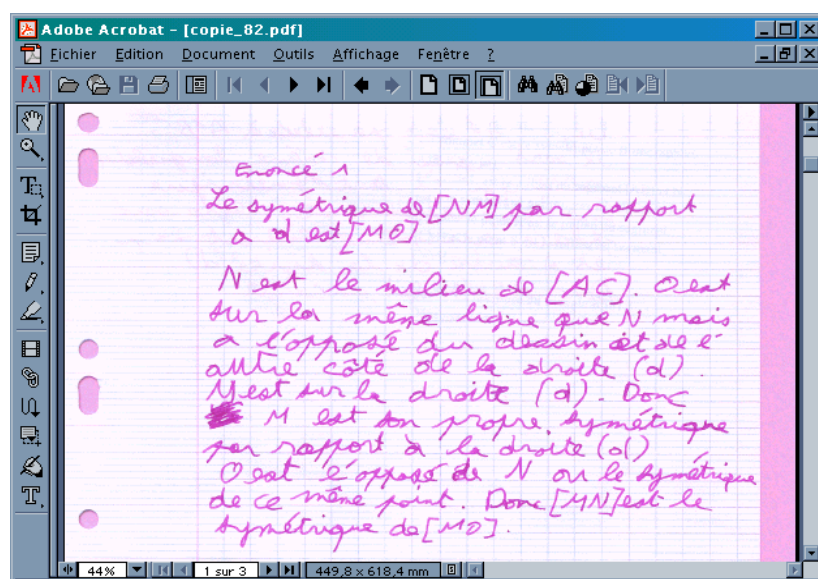 Adobe Acrobat - [copie_82.pdf]
Fichier Edition Document Outils Affichage Fenêtre ?
Enoncé 1
Le symétrique de [NM] par rapport
a d est [MO]
N est le milieu de [AC]. O est
sur la même ligne que N mais
a l'opposé du dessin et de l'
autre côté de la droite (d).
M est sur la droite (d). Donc
M est son propre symétrique
par rapport à la droite (d)
O est l'opposé de N ou le symétrique
de ce même point. Donc [MN] est le
symétrique de [MO].
44% 1 sur 3 449,8 x 618,4 mm